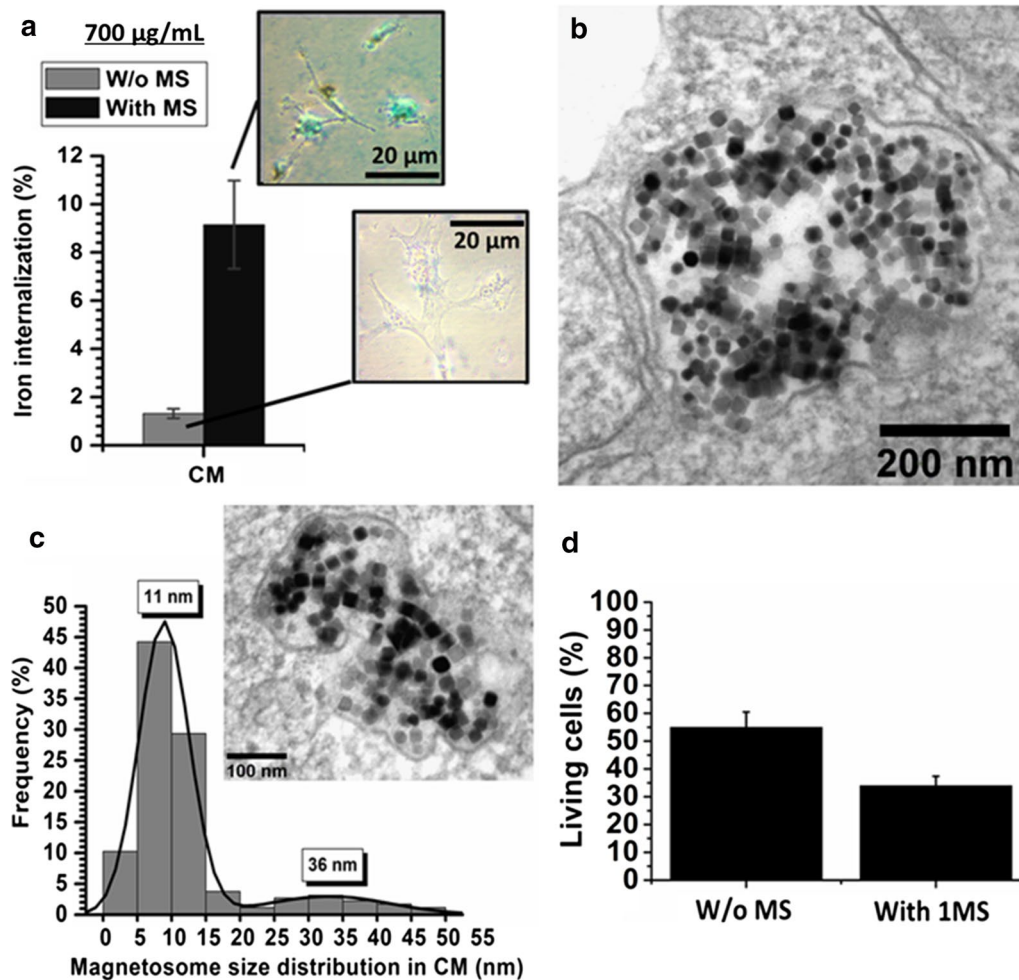 a
700 µg/mL
W/o MS
With MS
Iron internalization (%)
12
10
8
6
4
2
0
CM
20 µm
20 µm
b
200 nm
c
11 nm
36 nm
Frequency (%)
50
45
40
35
30
25
20
15
10
5
0
0 5 10 15 20 25 30 35 40 45 50 55
Magnetosome size distribution in CM (nm)
100 nm
d
Living cells (%)
100
90
80
70
60
50
40
30
20
10
0
W/o MS With 1MS